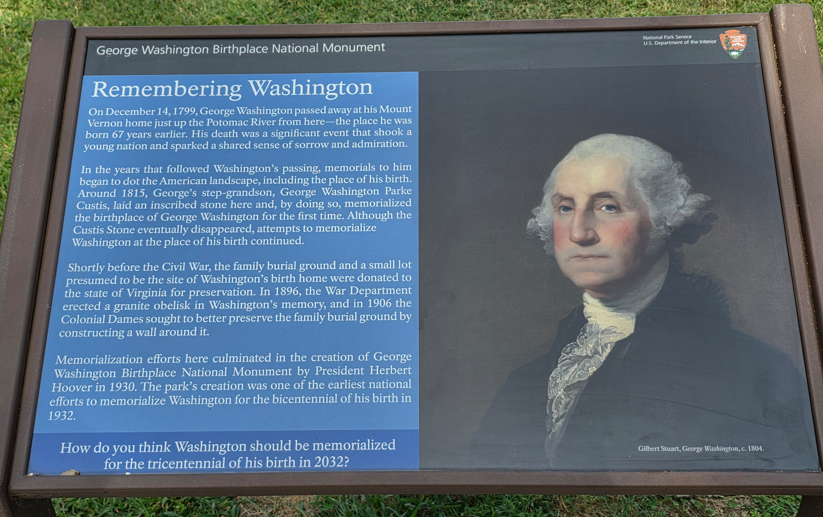 George Washington Birthplace National Monument
National Park Service
U.S. Department of the Interior
Remembering Washington
On December 14, 1799, George Washington passed away at his Mount
Vernon home just up the Potomac River from here—the place he was
born 67 years earlier. His death was a significant event that shook a
young nation and sparked a shared sense of sorrow and admiration.
In the years that followed Washington's passing, memorials to him
began to dot the American landscape, including the place of his birth.
Around 1815, George's step-grandson, George Washington Parke
Custis, laid an inscribed stone here and, by doing so, memorialized
the birthplace of George Washington for the first time. Although the
Custis Stone eventually disappeared, attempts to memorialize
Washington at the place of his birth continued.
Shortly before the Civil War, the family burial ground and a small lot
presumed to be the site of Washington's birth home were donated to
the state of Virginia for preservation. In 1896, the War Department
erected a granite obelisk in Washington's memory, and in 1906 the
Colonial Dames sought to better preserve the family burial ground by
constructing a wall around it.
Memorialization efforts here culminated in the creation of George
Washington Birthplace National Monument by President Herbert
Hoover in 1930. The park's creation was one of the earliest national
efforts to memorialize Washington for the bicentennial of his birth in
1932.
How do you think Washington should be memorialized
for the tricentennial of his birth in 2032?
Gilbert Stuart, George Washington, c. 1804.